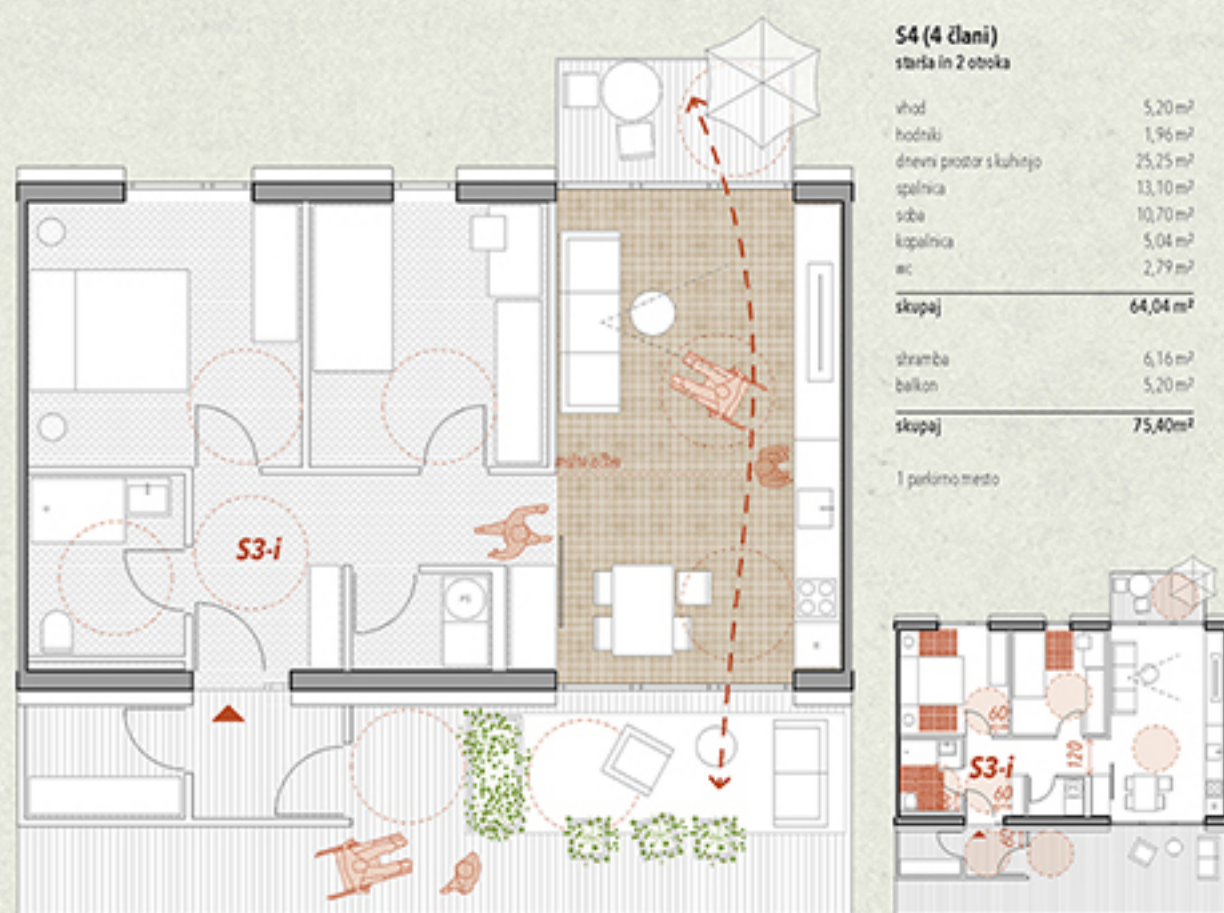 S4 (4 člani)
starša in 2 otroka
vhod 5,20 m²
hodniki 1,96 m²
dnevni prostor s kuhinjo 25,25 m²
spalnica 13,10 m²
soba 10,70 m²
kopalnica 5,04 m²
wc 2,79 m²
skupaj 64,04 m²
shramba 6,16 m²
balkon 5,20 m²
skupaj 75,40m²
1 parkirno mesto
S3-i
PS
60
120
S3-i
60